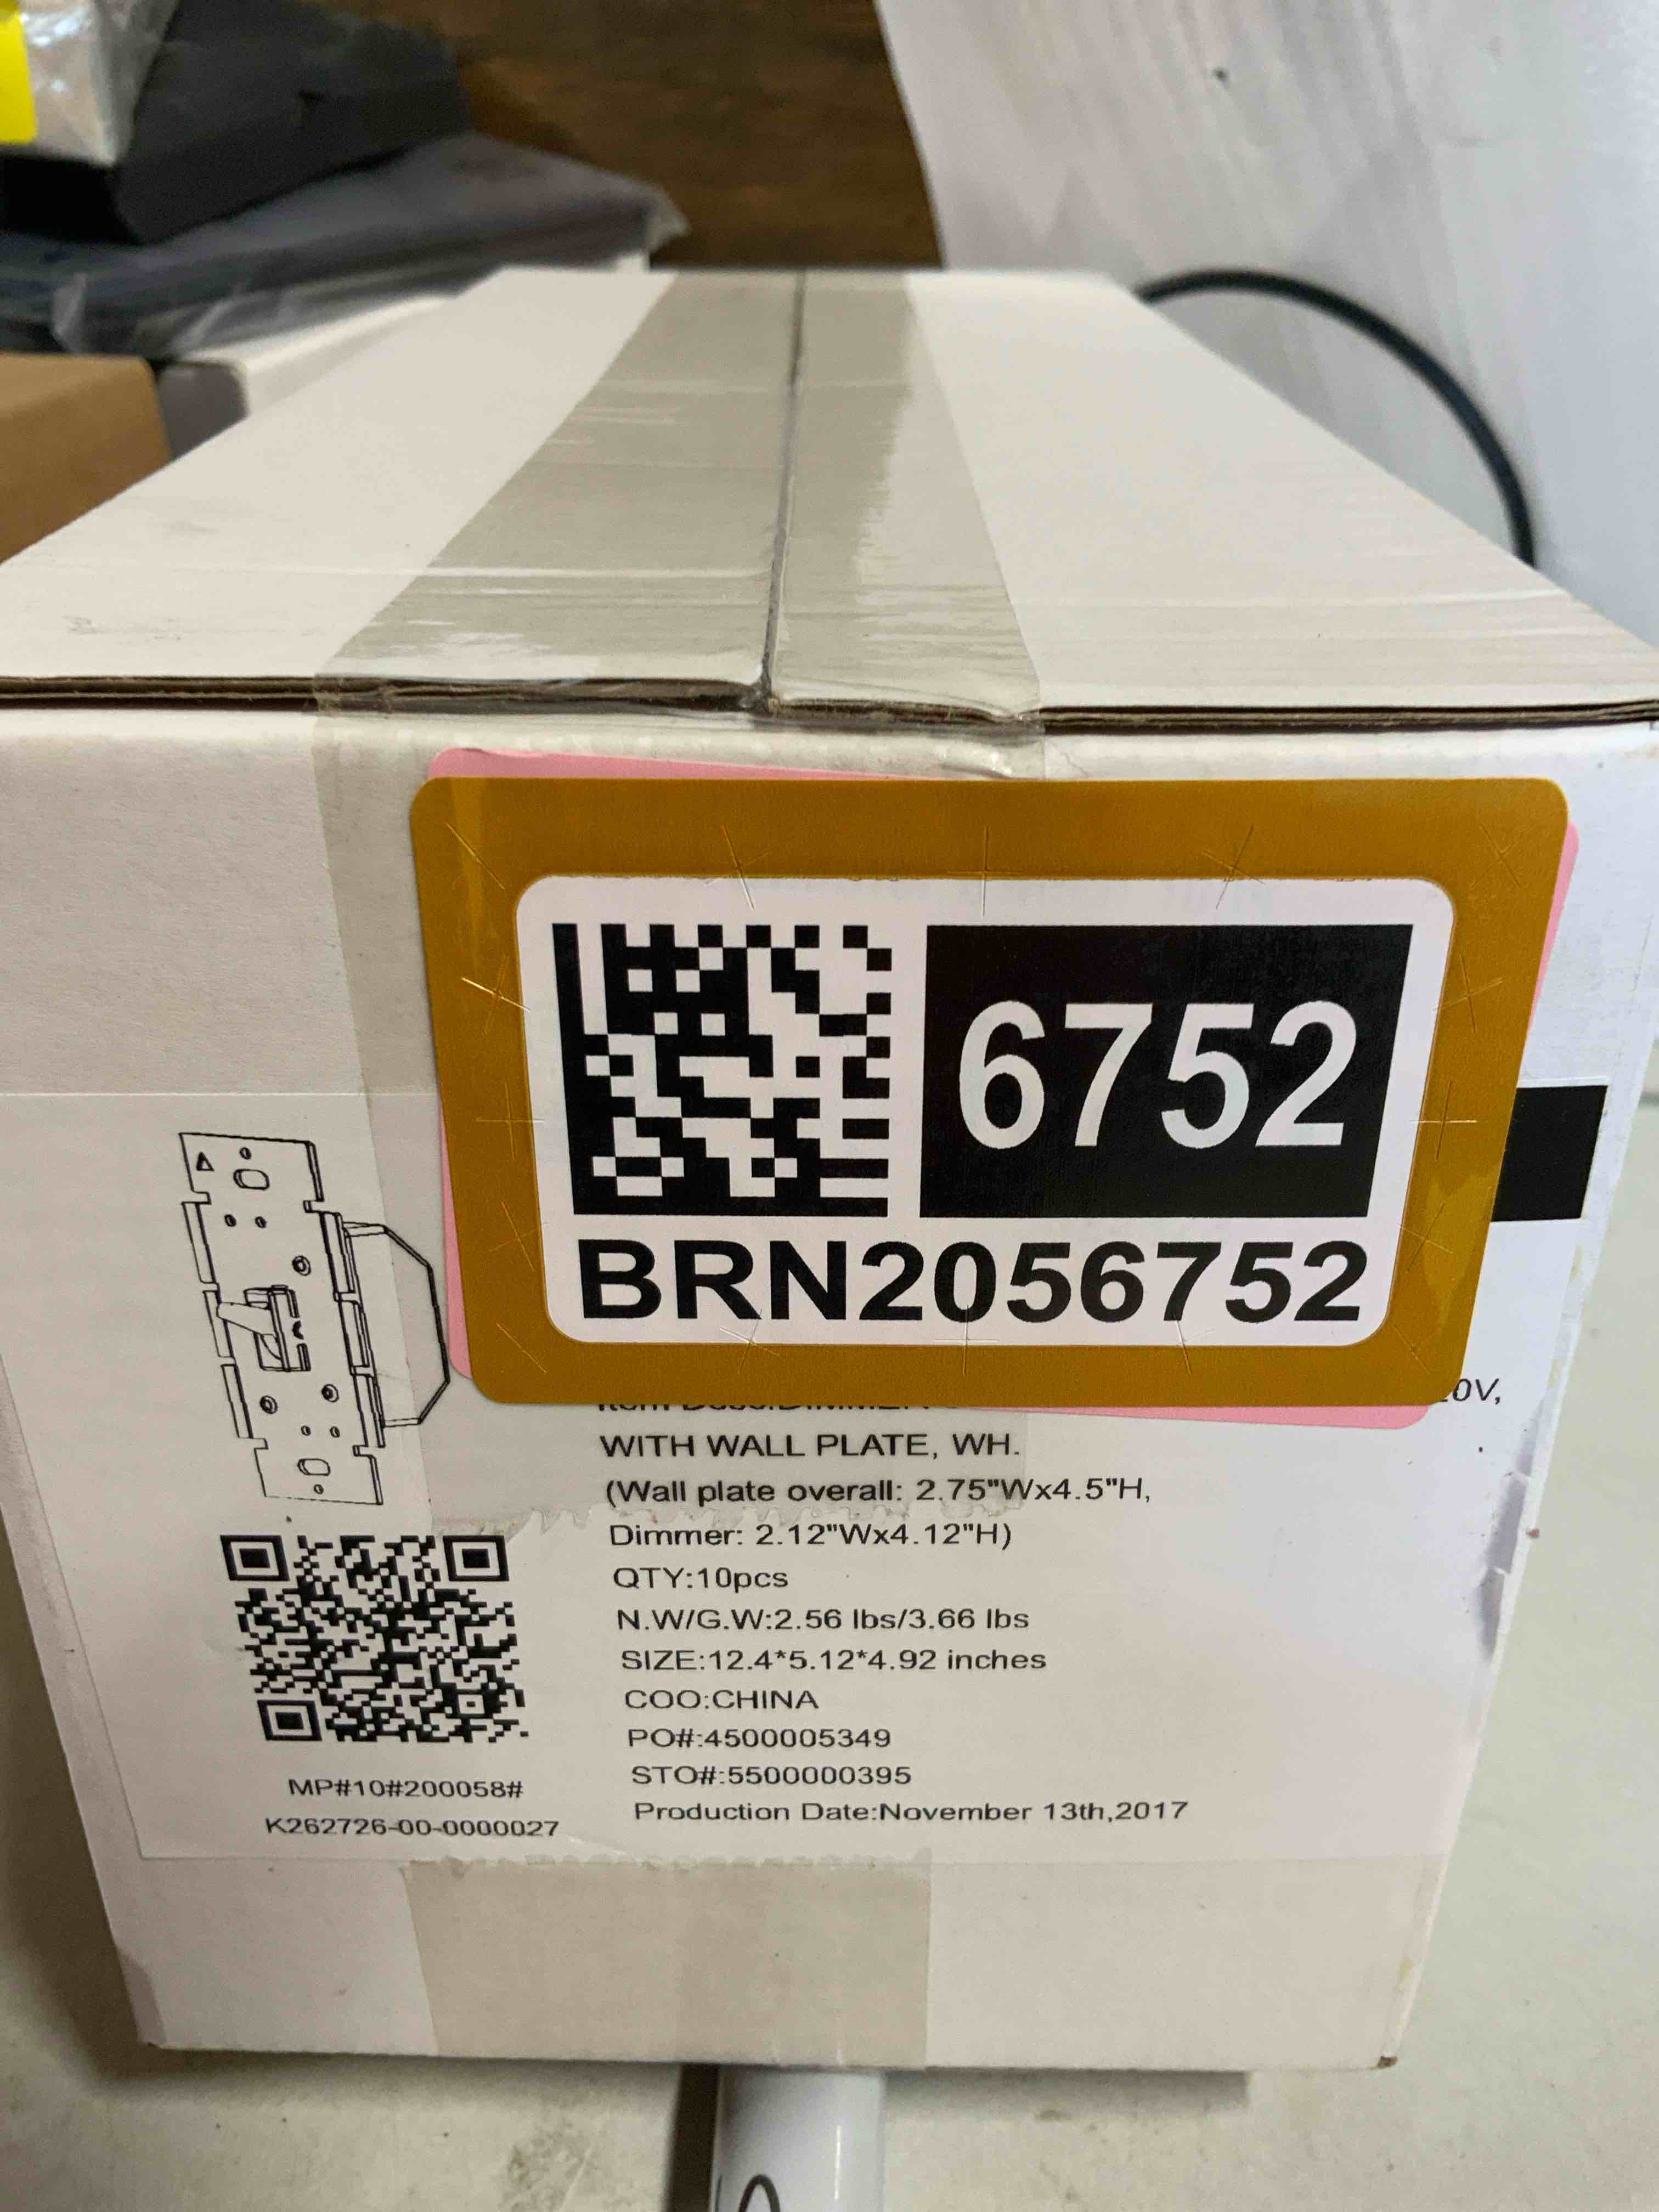 6752
BRN2056752
0V,
WITH WALL PLATE, WH.
(Wall plate overall: 2.75"Wx4.5"H,
Dimmer: 2.12"Wx4.12"H)
QTY:10pcs
N.W/G.W:2.56 lbs/3.66 lbs
SIZE:12.4*5.12*4.92 inches
COO:CHINA
PO#:4500005349
STO#:5500000395
Production Date:November 13th,2017
MP#10#200058#
K262726-00-0000027